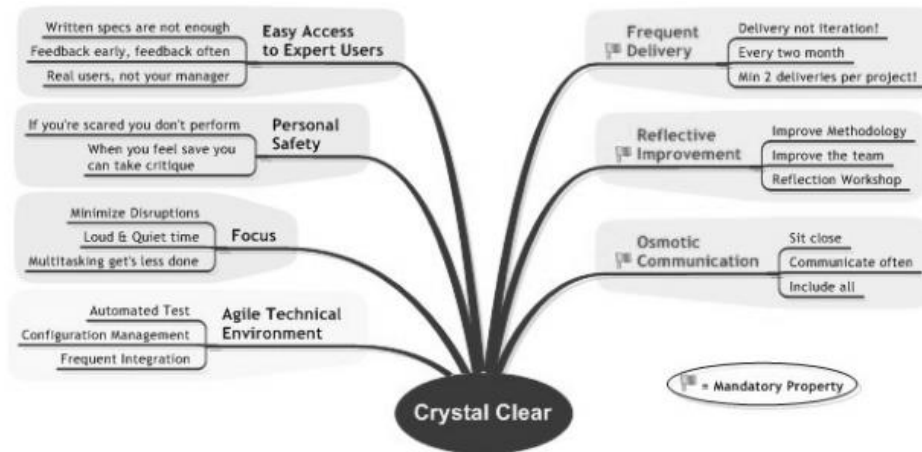 Written specs are not enough
Feedback early, feedback often
Real users, not your manager
Easy Access
to Expert Users
If you're scared you don't perform
When you feel save you
can take critique
Personal
Safety
Minimize Disruptions
Loud & Quiet time
Multitasking get's less done
Focus
Automated Test
Configuration Management
Frequent Integration
Agile Technical
Environment
Frequent
Delivery
Delivery not iteration!
Every two month
Min 2 deliveries per project!
Reflective
Improvement
Improve Methodology
Improve the team
Reflection Workshop
Osmotic
Communication
Sit close
Communicate often
Include all
= Mandatory Property
Crystal Clear